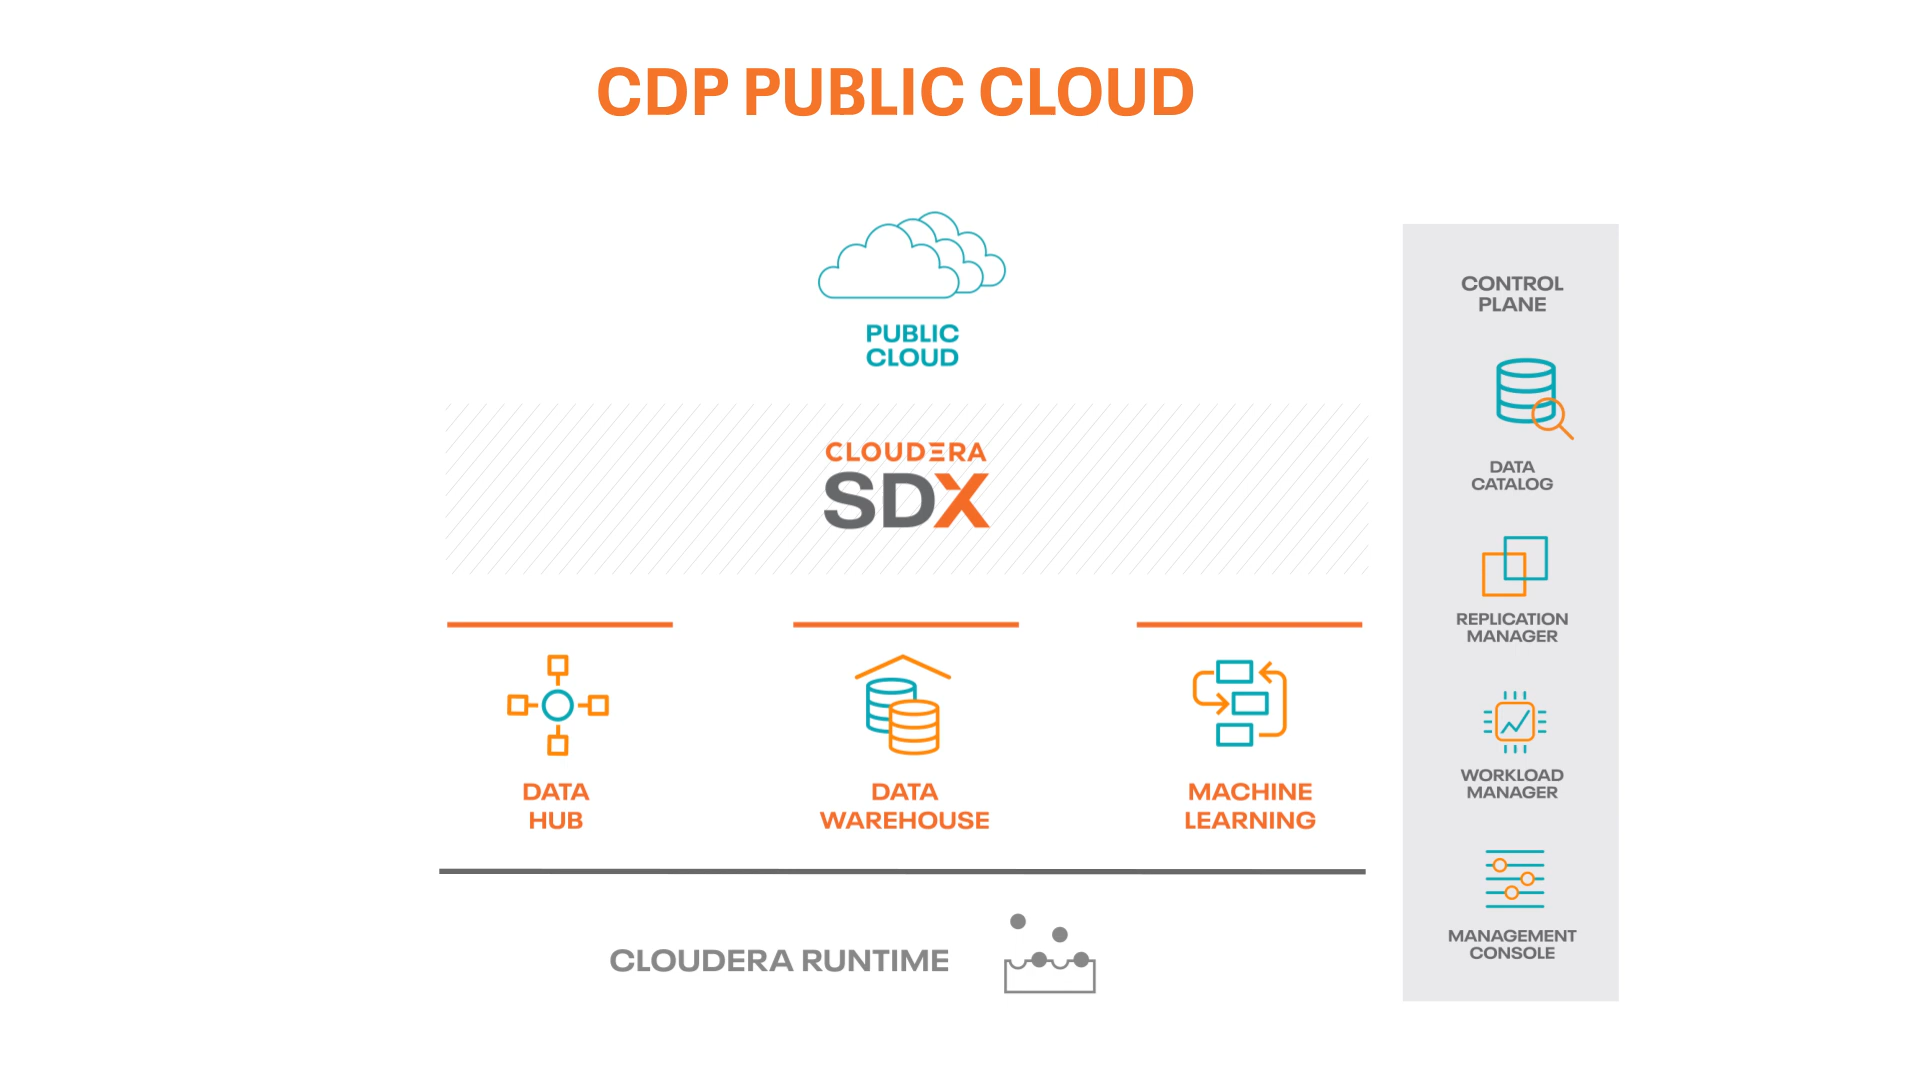 CDP PUBLIC CLOUD
PUBLIC
CLOUD
CLOUDERA
SDX
DATA
HUB
DATA
WAREHOUSE
MACHINE
LEARNING
CLOUDERA RUNTIME
CONTROL
PLANE
DATA
CATALOG
REPLICATION
MANAGER
WORKLOAD
MANAGER
MANAGEMENT
CONSOLE